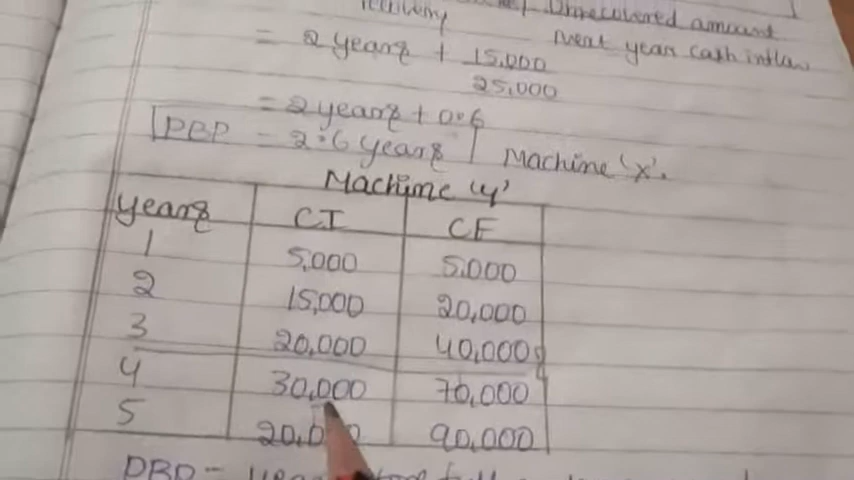 Unrecovered amount
= 2 years + 15,000 next year cash inflow
25,000
= 2 years + 0.6
PBP = 2.6 years Machine 'X'.
Machine 'Y'
years CI CF
1 5,000 5,000
2 15,000 20,000
3 20,000 40,000
4 30,000 70,000
5 20,0 0 90,000
PBP =